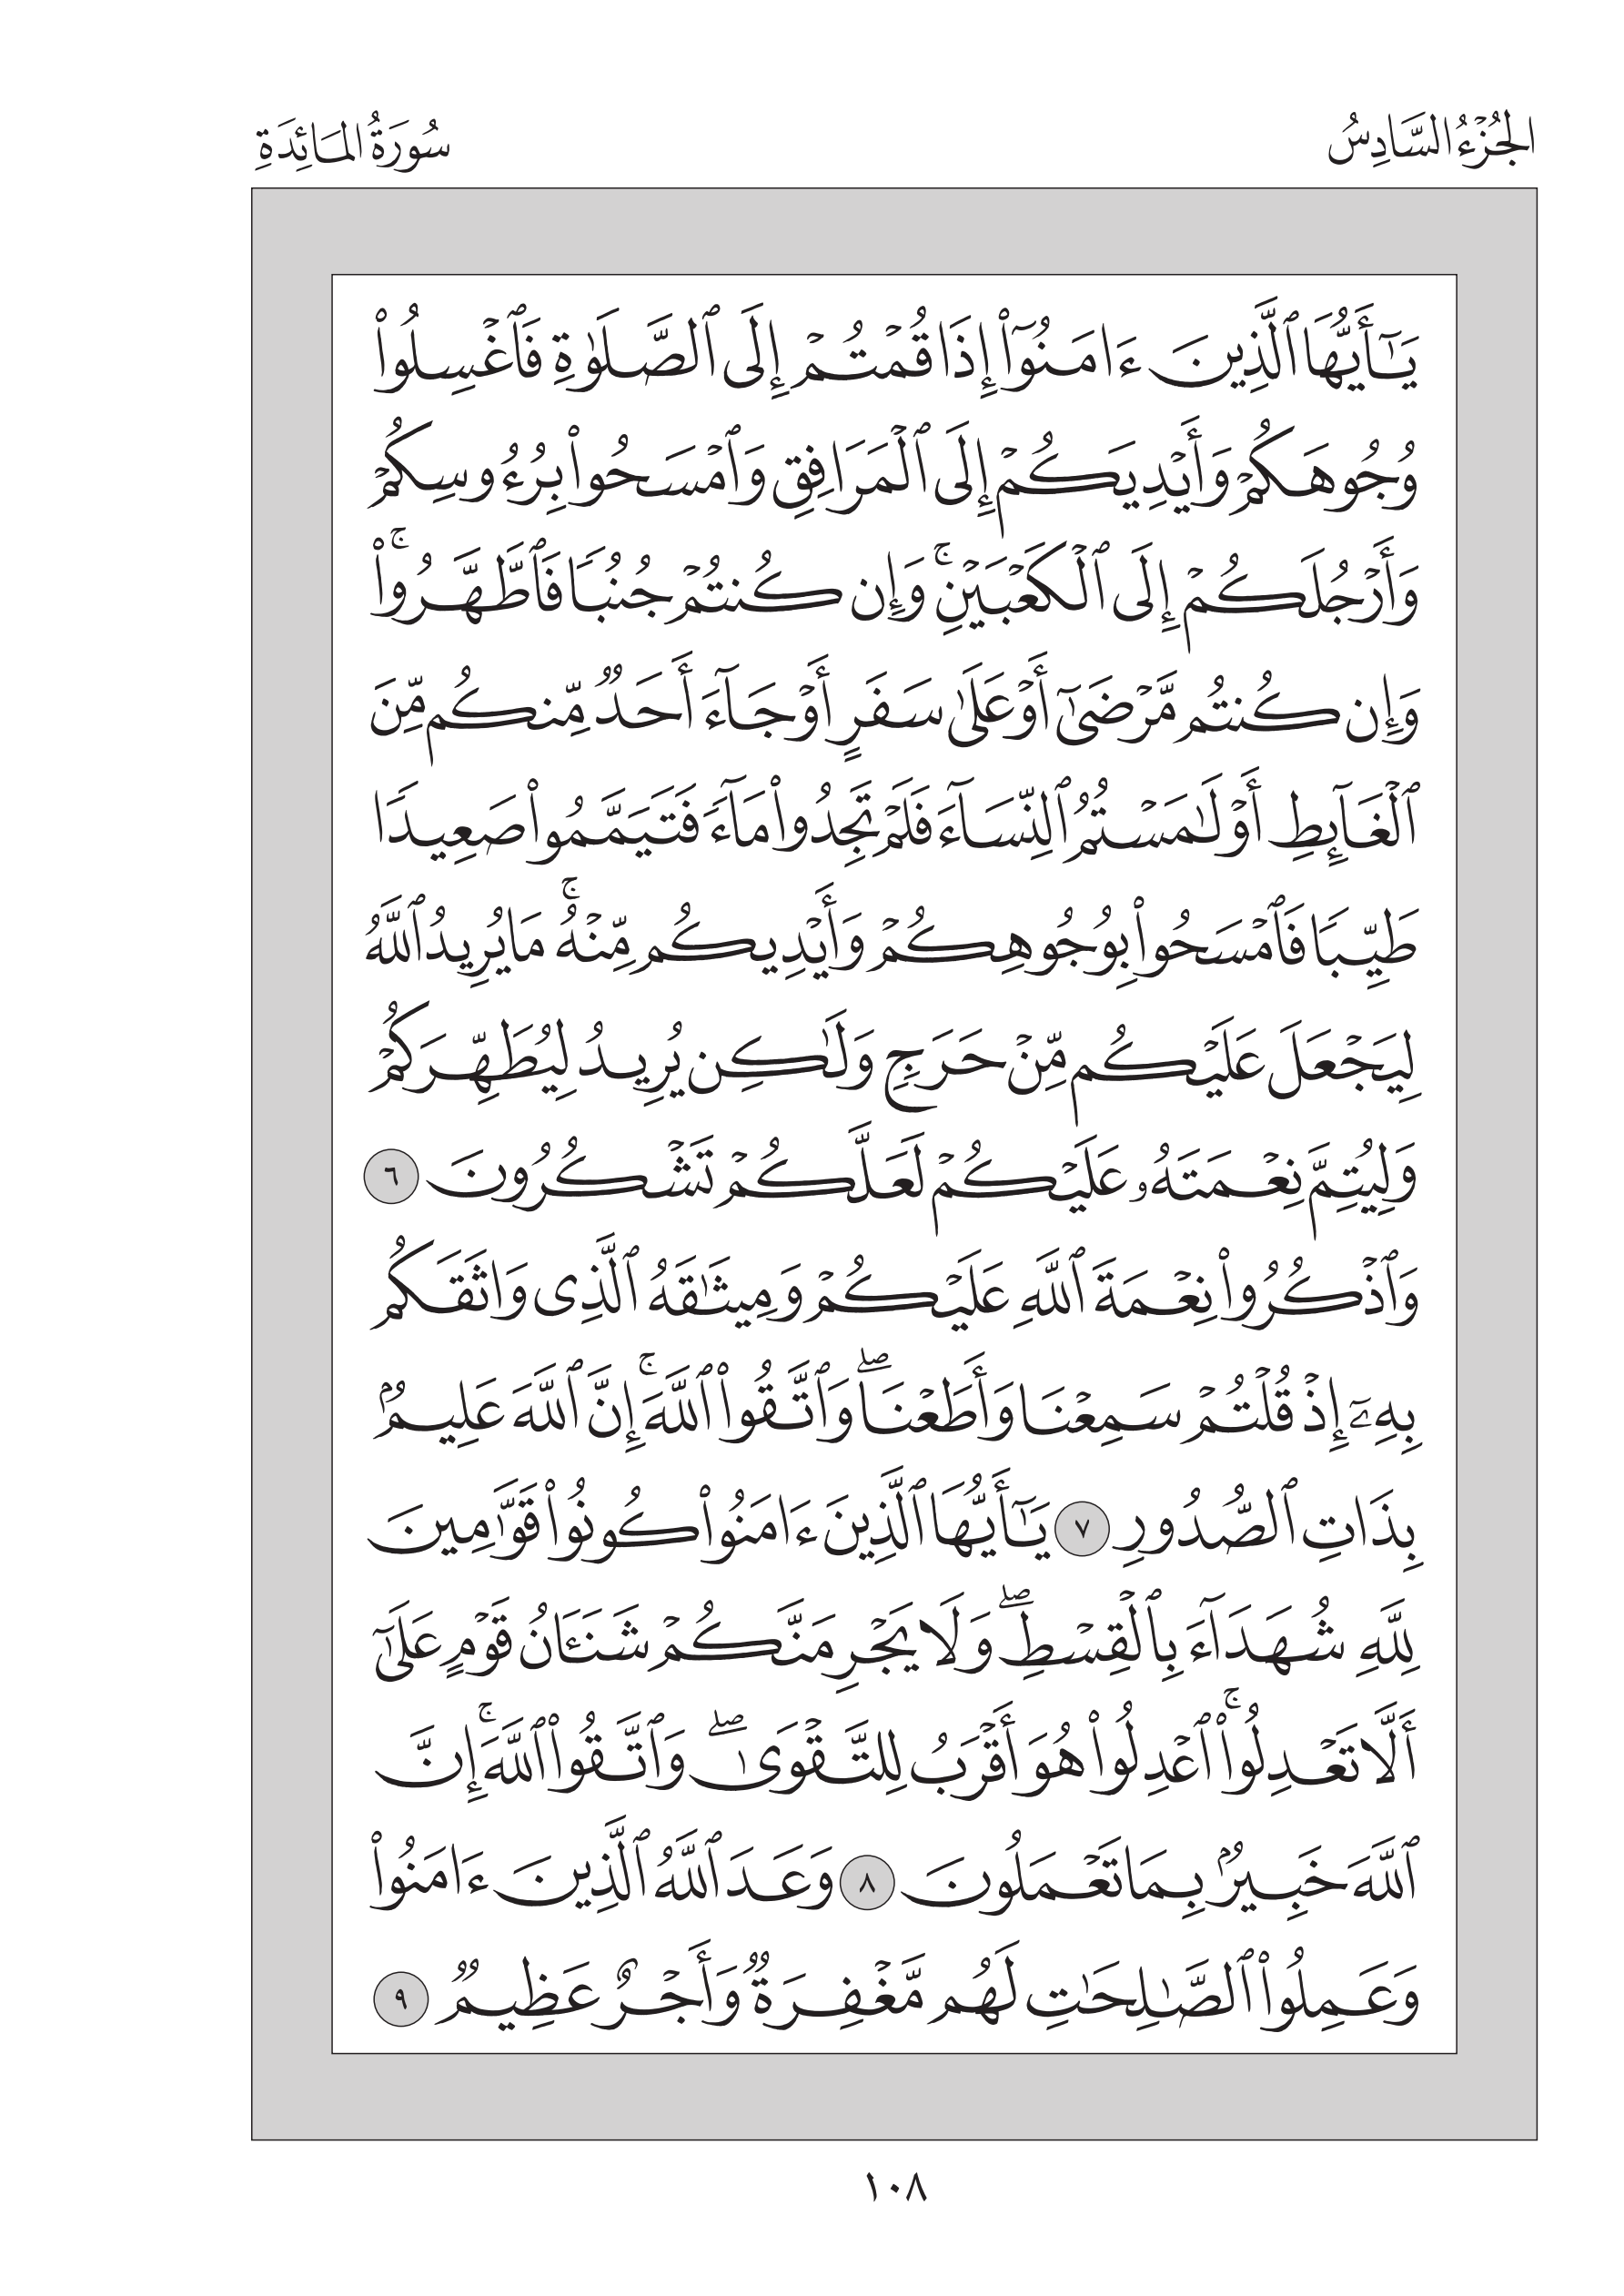 الجُزْءُ السَّادِسُ
سُورَةُ المَائِدَةِ
يَٰٓأَيُّهَا ٱلَّذِينَ ءَامَنُوٓاْ إِذَا قُمۡتُمۡ إِلَى ٱلصَّلَوٰةِ فَٱغۡسِلُواْ
وُجُوهَكُمۡ وَأَيۡدِيَكُمۡ إِلَى ٱلۡمَرَافِقِ وَٱمۡسَحُواْ بِرُءُوسِكُمۡ
وَأَرۡجُلَكُمۡ إِلَى ٱلۡكَعۡبَيۡنِۚ وَإِن كُنتُمۡ جُنُبٗا فَٱطَّهَّرُواْۚ
وَإِن كُنتُم مَّرۡضَىٰٓ أَوۡ عَلَىٰ سَفَرٍ أَوۡ جَآءَ أَحَدٞ مِّنكُم مِّنَ
ٱلۡغَآئِطِ أَوۡ لَٰمَسۡتُمُ ٱلنِّسَآءَ فَلَمۡ تَجِدُواْ مَآءٗ فَتَيَمَّمُواْ صَعِيدٗا
طَيِّبٗا فَٱمۡسَحُواْ بِوُجُوهِكُمۡ وَأَيۡدِيكُم مِّنۡهُۚ مَا يُرِيدُ ٱللَّهُ
لِيَجۡعَلَ عَلَيۡكُم مِّنۡ حَرَجٖ وَلَٰكِن يُرِيدُ لِيُطَهِّرَكُمۡ
وَلِيُتِمَّ نِعۡمَتَهُۥ عَلَيۡكُمۡ لَعَلَّكُمۡ تَشۡكُرُونَ ٦
وَٱذۡكُرُواْ نِعۡمَةَ ٱللَّهِ عَلَيۡكُمۡ وَمِيثَٰقَهُ ٱلَّذِي وَاثَقَكُم
بِهِۦٓ إِذۡ قُلۡتُمۡ سَمِعۡنَا وَأَطَعۡنَاۖ وَٱتَّقُواْ ٱللَّهَۚ إِنَّ ٱللَّهَ عَلِيمُۢ
بِذَاتِ ٱلصُّدُورِ ٧ يَٰٓأَيُّهَا ٱلَّذِينَ ءَامَنُواْ كُونُواْ قَوَّٰمِينَ
لِلَّهِ شُهَدَآءَ بِٱلۡقِسۡطِۖ وَلَا يَجۡرِمَنَّكُمۡ شَنَـَٔانُ قَوۡمٍ عَلَىٰٓ
أَلَّا تَعۡدِلُواْۚ ٱعۡدِلُواْ هُوَ أَقۡرَبُ لِلتَّقۡوَىٰۖ وَٱتَّقُواْ ٱللَّهَۚ إِنَّ
ٱللَّهَ خَبِيرُۢ بِمَا تَعۡمَلُونَ ٨ وَعَدَ ٱللَّهُ ٱلَّذِينَ ءَامَنُواْ
وَعَمِلُواْ ٱلصَّٰلِحَٰتِ لَهُم مَّغۡفِرَةٞ وَأَجۡرٌ عَظِيمٞ ٩
١٠٨